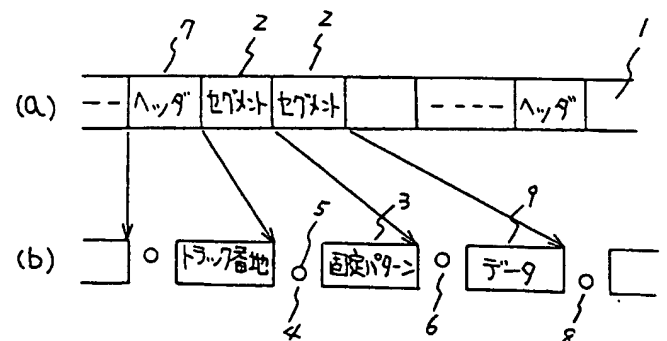 7 2 2 1
(a) ヘッダ セグメント セグメント ヘッダ
5 3 9
(b) トラック番地 固定パターン データ
4 6 8